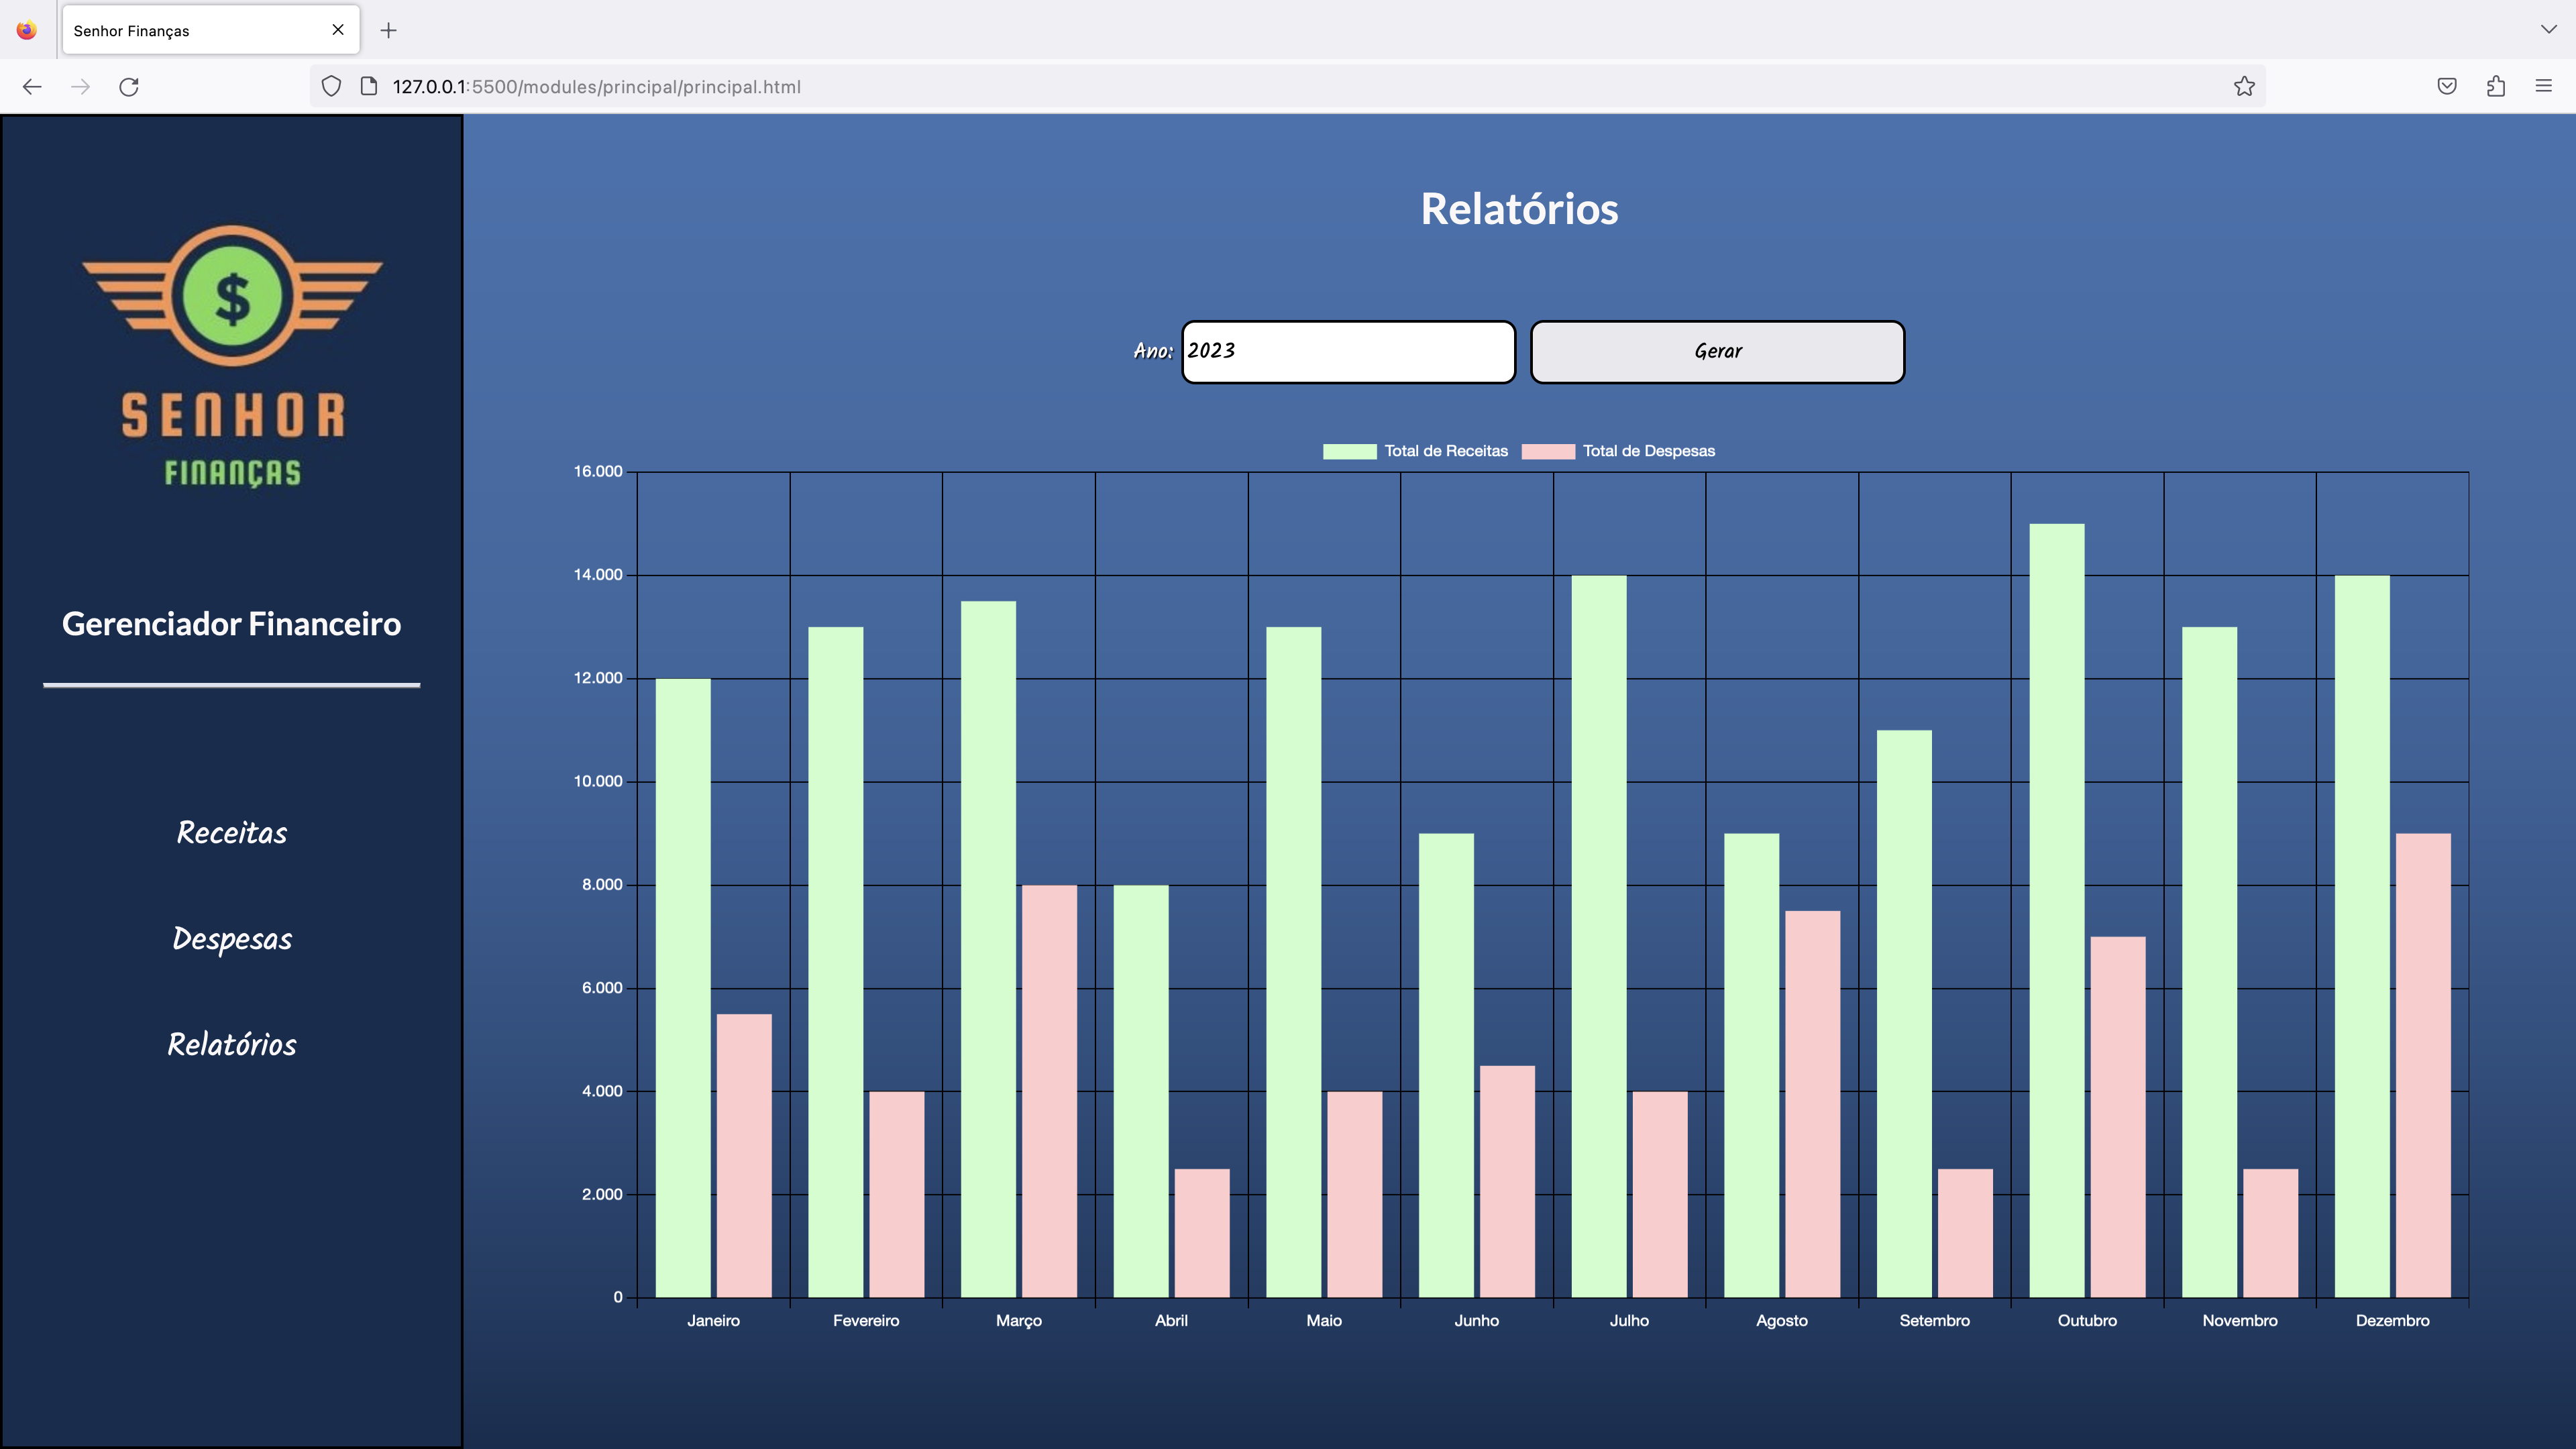 Senhor Finanças
127.0.0.1:5500/modules/principal/principal.html
$
SENHOR
FINANÇAS
Gerenciador Financeiro
Receitas
Despesas
Relatórios
Relatórios
Ano: 2023 Gerar
Total de Receitas Total de Despesas
16.000
14.000
12.000
10.000
8.000
6.000
4.000
2.000
0
Janeiro Fevereiro Março Abril Maio Junho Julho Agosto Setembro Outubro Novembro Dezembro